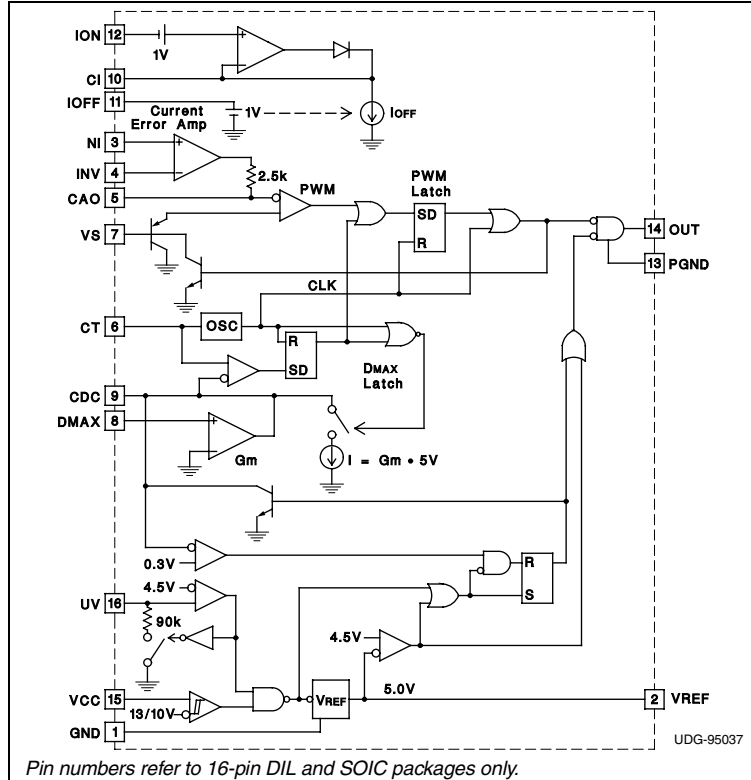 ION 12
1V
CI 10
IOFF 11
1V
IOFF
Current
Error Amp
NI 3
INV 4
2.5k
CAO 5
PWM
PWM
Latch
SD
R
VS 7
14 OUT
13 PGND
CLK
CT 6
OSC
R
SD
DMAX
Latch
CDC 9
DMAX 8
Gm
I = Gm • 5V
0.3V
R
S
4.5V
UV 16
90k
4.5V
VCC 15
13/10V
VREF
5.0V
2 VREF
GND 1
UDG-95037
Pin numbers refer to 16-pin DIL and SOIC packages only.